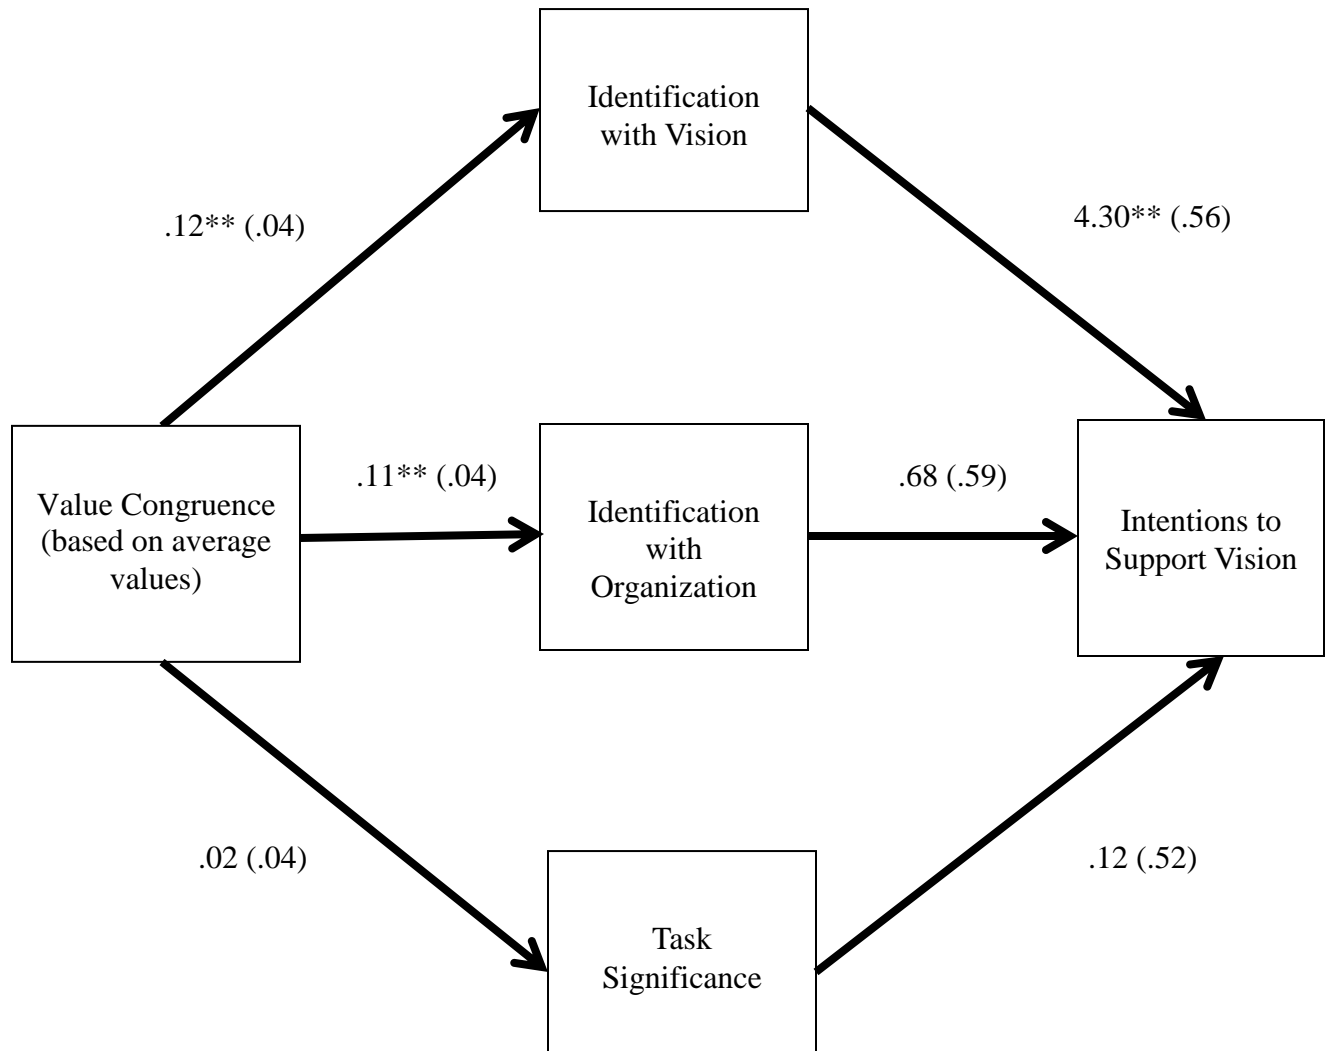 Identification
with Vision
.12** (.04)
4.30** (.56)
Value Congruence
(based on average
values)
.11** (.04)
Identification
with
Organization
.68 (.59)
Intentions to
Support Vision
.02 (.04)
.12 (.52)
Task
Significance